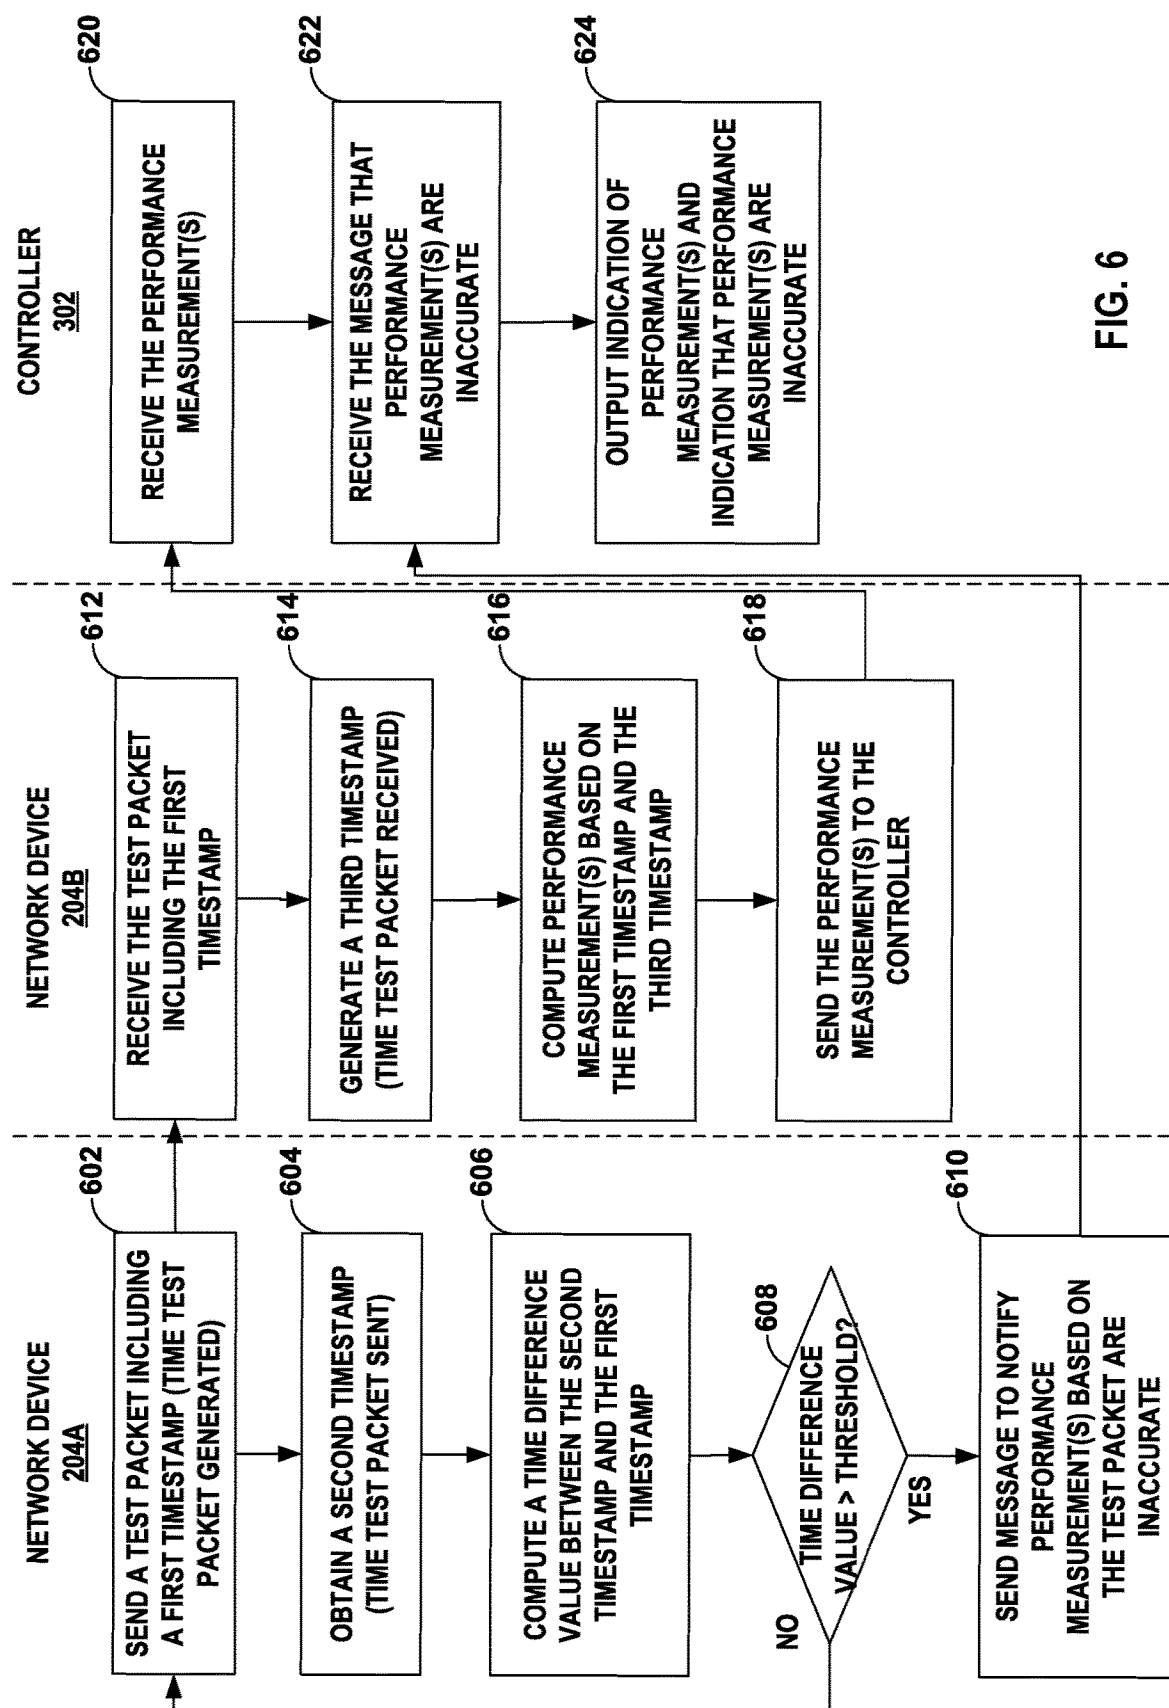 NETWORK DEVICE
204A
602
SEND A TEST PACKET INCLUDING
A FIRST TIMESTAMP (TIME TEST
PACKET GENERATED)
604
OBTAIN A SECOND TIMESTAMP
(TIME TEST PACKET SENT)
606
COMPUTE A TIME DIFFERENCE
VALUE BETWEEN THE SECOND
TIMESTAMP AND THE FIRST
TIMESTAMP
608
TIME DIFFERENCE
VALUE > THRESHOLD?
NO
YES
610
SEND MESSAGE TO NOTIFY
PERFORMANCE
MEASUREMENT(S) BASED ON
THE TEST PACKET ARE
INACCURATE
NETWORK DEVICE
204B
612
RECEIVE THE TEST PACKET
INCLUDING THE FIRST
TIMESTAMP
614
GENERATE A THIRD TIMESTAMP
(TIME TEST PACKET RECEIVED)
616
COMPUTE PERFORMANCE
MEASUREMENT(S) BASED ON
THE FIRST TIMESTAMP AND THE
THIRD TIMESTAMP
618
SEND THE PERFORMANCE
MEASUREMENT(S) TO THE
CONTROLLER
CONTROLLER
302
620
RECEIVE THE PERFORMANCE
MEASUREMENT(S)
622
RECEIVE THE MESSAGE THAT
PERFORMANCE
MEASUREMENT(S) ARE
INACCURATE
624
OUTPUT INDICATION OF
PERFORMANCE
MEASUREMENT(S) AND
INDICATION THAT PERFORMANCE
MEASUREMENT(S) ARE
INACCURATE
FIG. 6